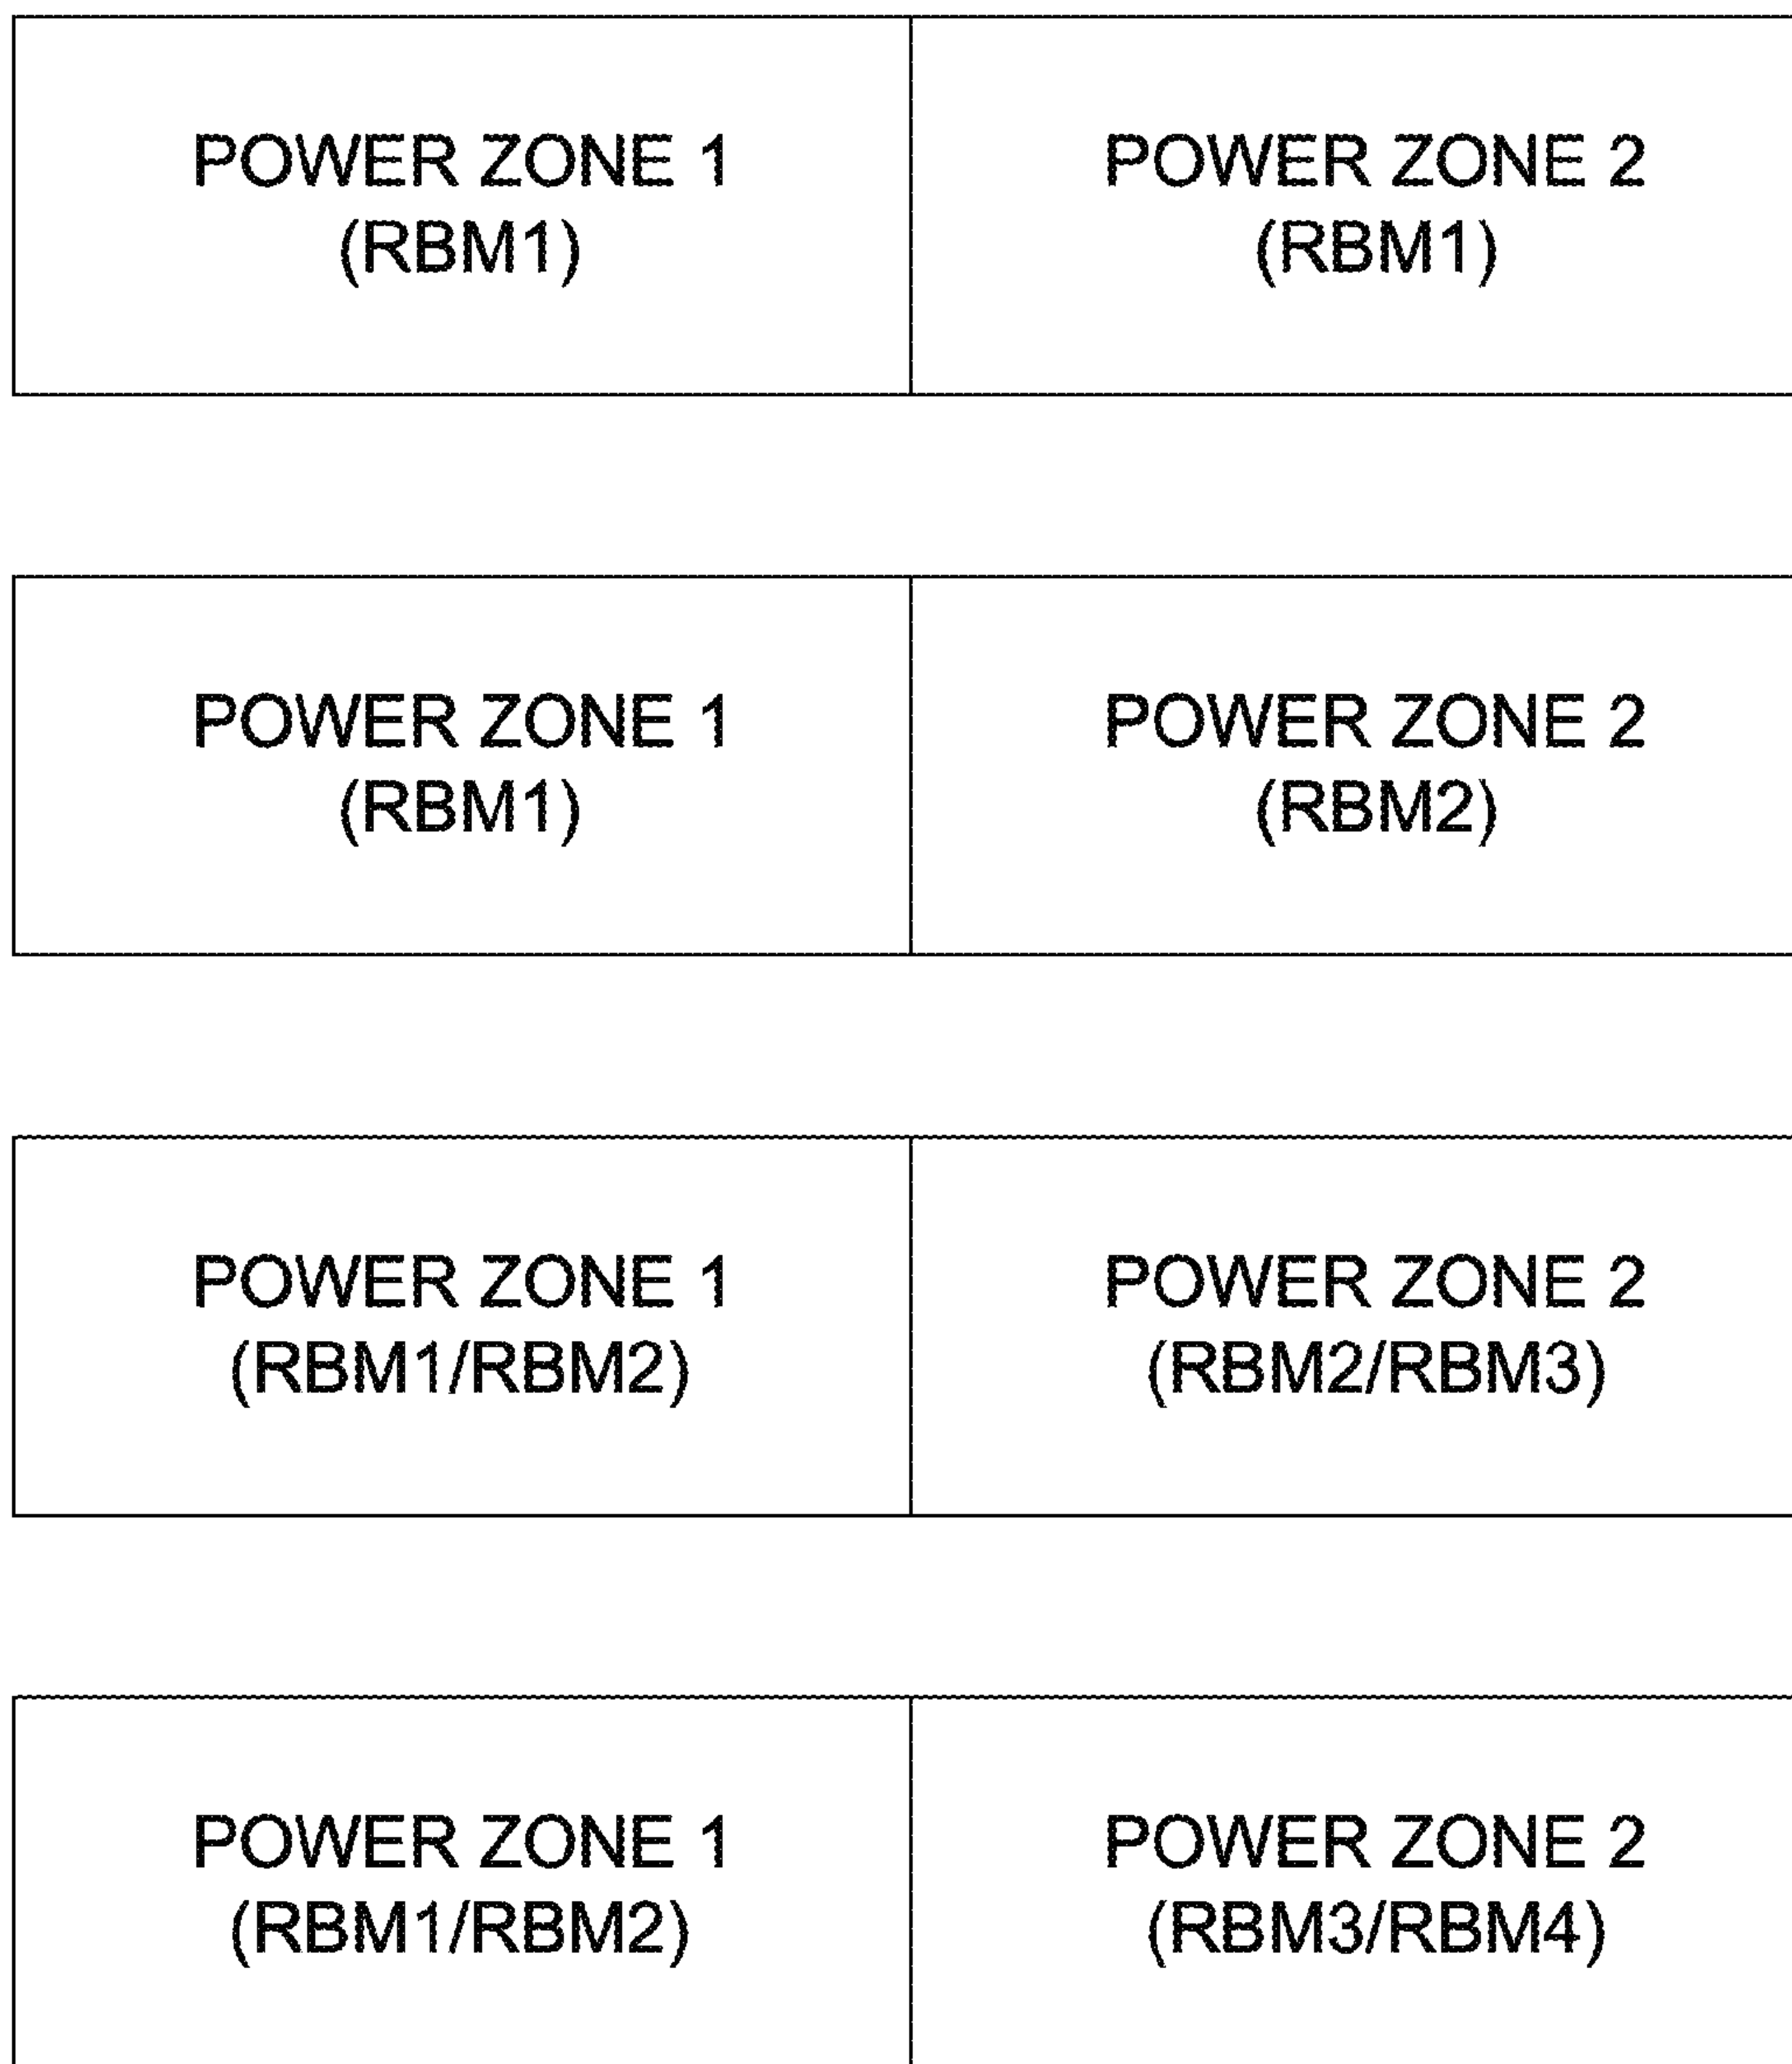 POWER ZONE 1
(RBM1)
POWER ZONE 2
(RBM1)
POWER ZONE 1
(RBM1)
POWER ZONE 2
(RBM2)
POWER ZONE 1
(RBM1/RBM2)
POWER ZONE 2
(RBM2/RBM3)
POWER ZONE 1
(RBM1/RBM2)
POWER ZONE 2
(RBM3/RBM4)